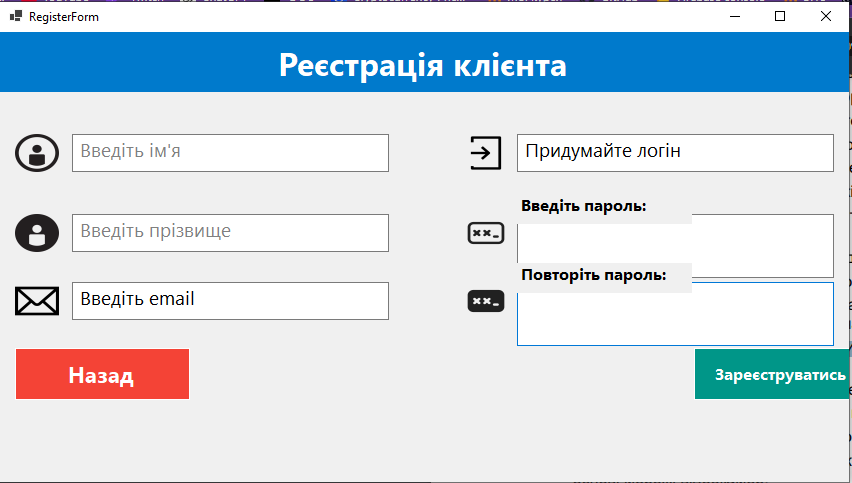 RegisterForm
Реєстрація клієнта
Введіть ім'я
Придумайте логін
Введіть пароль:
Введіть прізвище
Повторіть пароль:
Введіть email
Назад
Зареєструватись